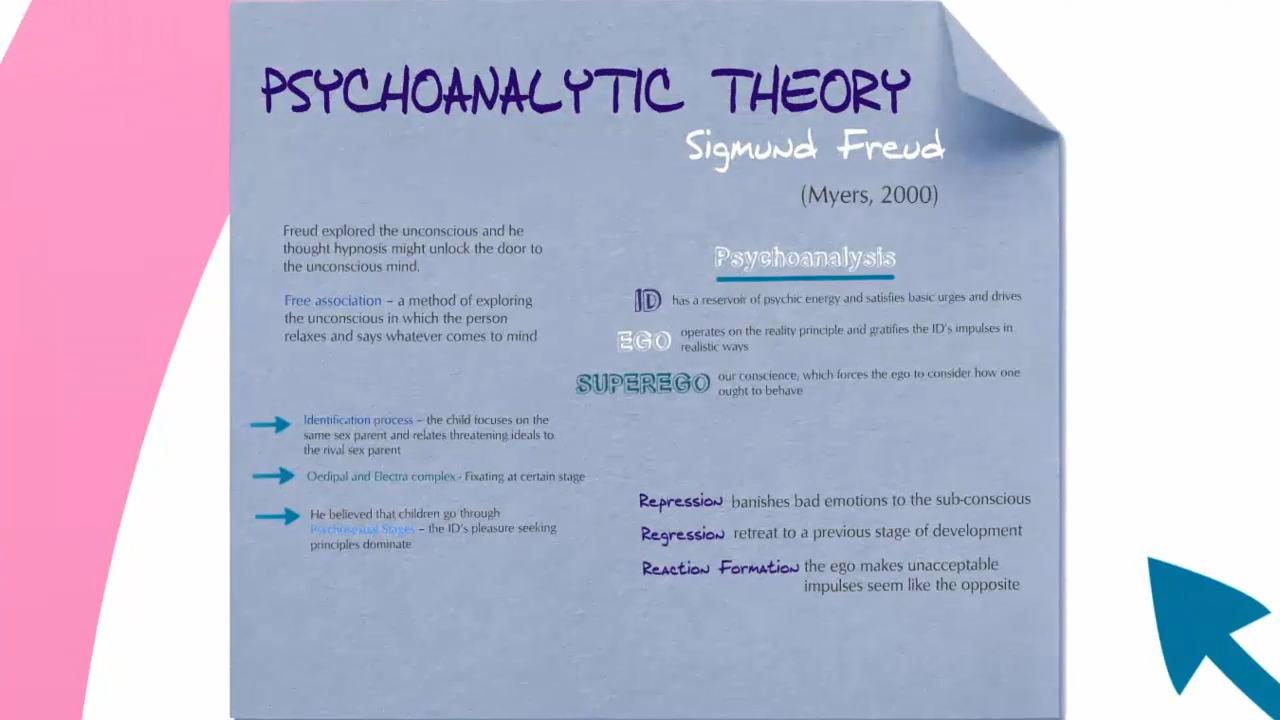 PSYCHOANALYTIC THEORY
Sigmund Freud
(Myers, 2000)
Freud explored the unconscious and he
thought hypnosis might unlock the door to
the unconscious mind.
Free association – a method of exploring
the unconscious in which the person
relaxes and says whatever comes to mind
Psychoanalysis
ID has a reservoir of psychic energy and satisfies basic urges and drives
EGO operates on the reality principle and gratifies the ID's impulses in
realistic ways
SUPEREGO our conscience, which forces the ego to consider how one
ought to behave
Identification process – the child focuses on the
same sex parent and relates threatening ideals to
the rival sex parent
Oedipal and Electra complex - Fixating at certain stage
He believed that children go through
Psychosexual Stages – the ID's pleasure seeking
principles dominate
Repression banishes bad emotions to the sub-conscious
Regression retreat to a previous stage of development
Reaction Formation the ego makes unacceptable
impulses seem like the opposite